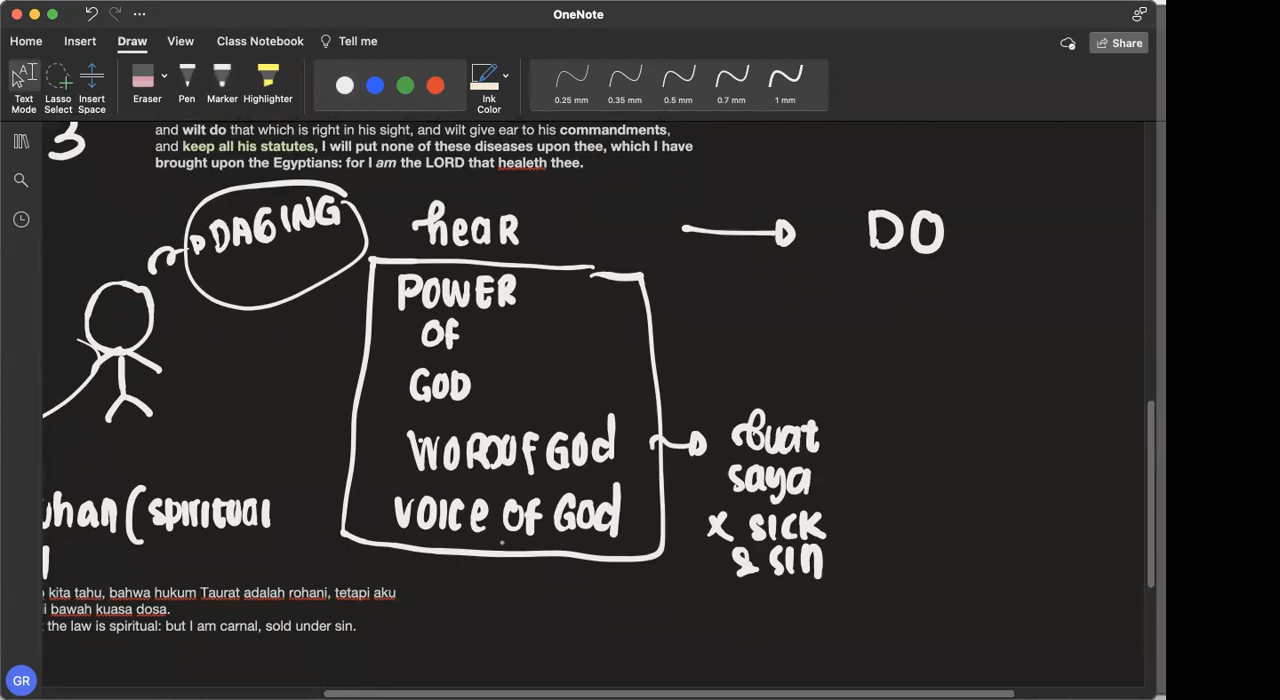 OneNote
Home Insert Draw View Class Notebook Tell me
Share
Text Mode
Lasso Select
Insert Space
Eraser
Pen
Marker
Highlighter
Ink Color
0.25 mm
0.35 mm
0.5 mm
0.7 mm
1 mm
3
and wilt do that which is right in his sight, and wilt give ear to his commandments,
and keep all his statutes, I will put none of these diseases upon thee, which I have
brought upon the Egyptians: for I am the LORD that healeth thee.
DAGING
hear
DO
POWER
OF
GOD
WORD OF GOD
VOICE OF GOD
buat
saya
x sick
& sin
uhan (spiritual
kita tahu, bahwa hukum Taurat adalah rohani, tetapi aku
i bawah kuasa dosa.
the law is spiritual: but I am carnal, sold under sin.
GR